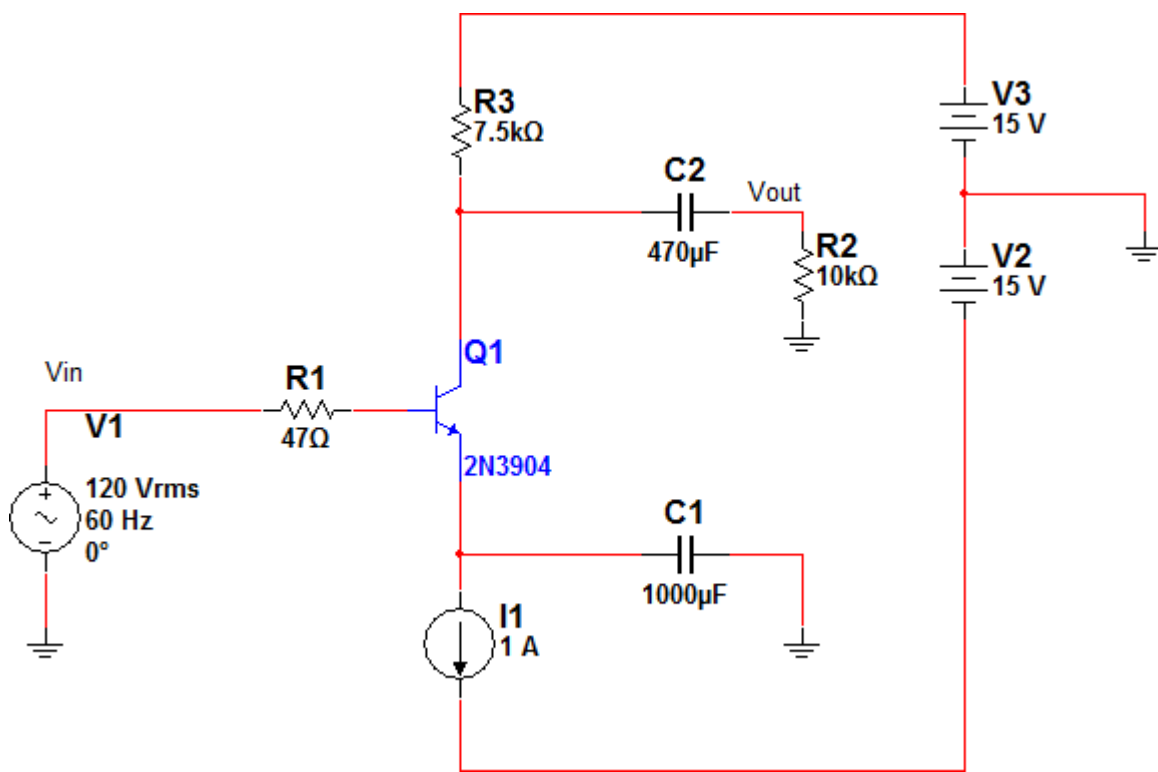 R3
7.5kΩ
V3
15 V
C2
470µF
Vout
R2
10kΩ
V2
15 V
Q1
2N3904
Vin
V1
120 Vrms
60 Hz
0°
R1
47Ω
C1
1000µF
I1
1 A